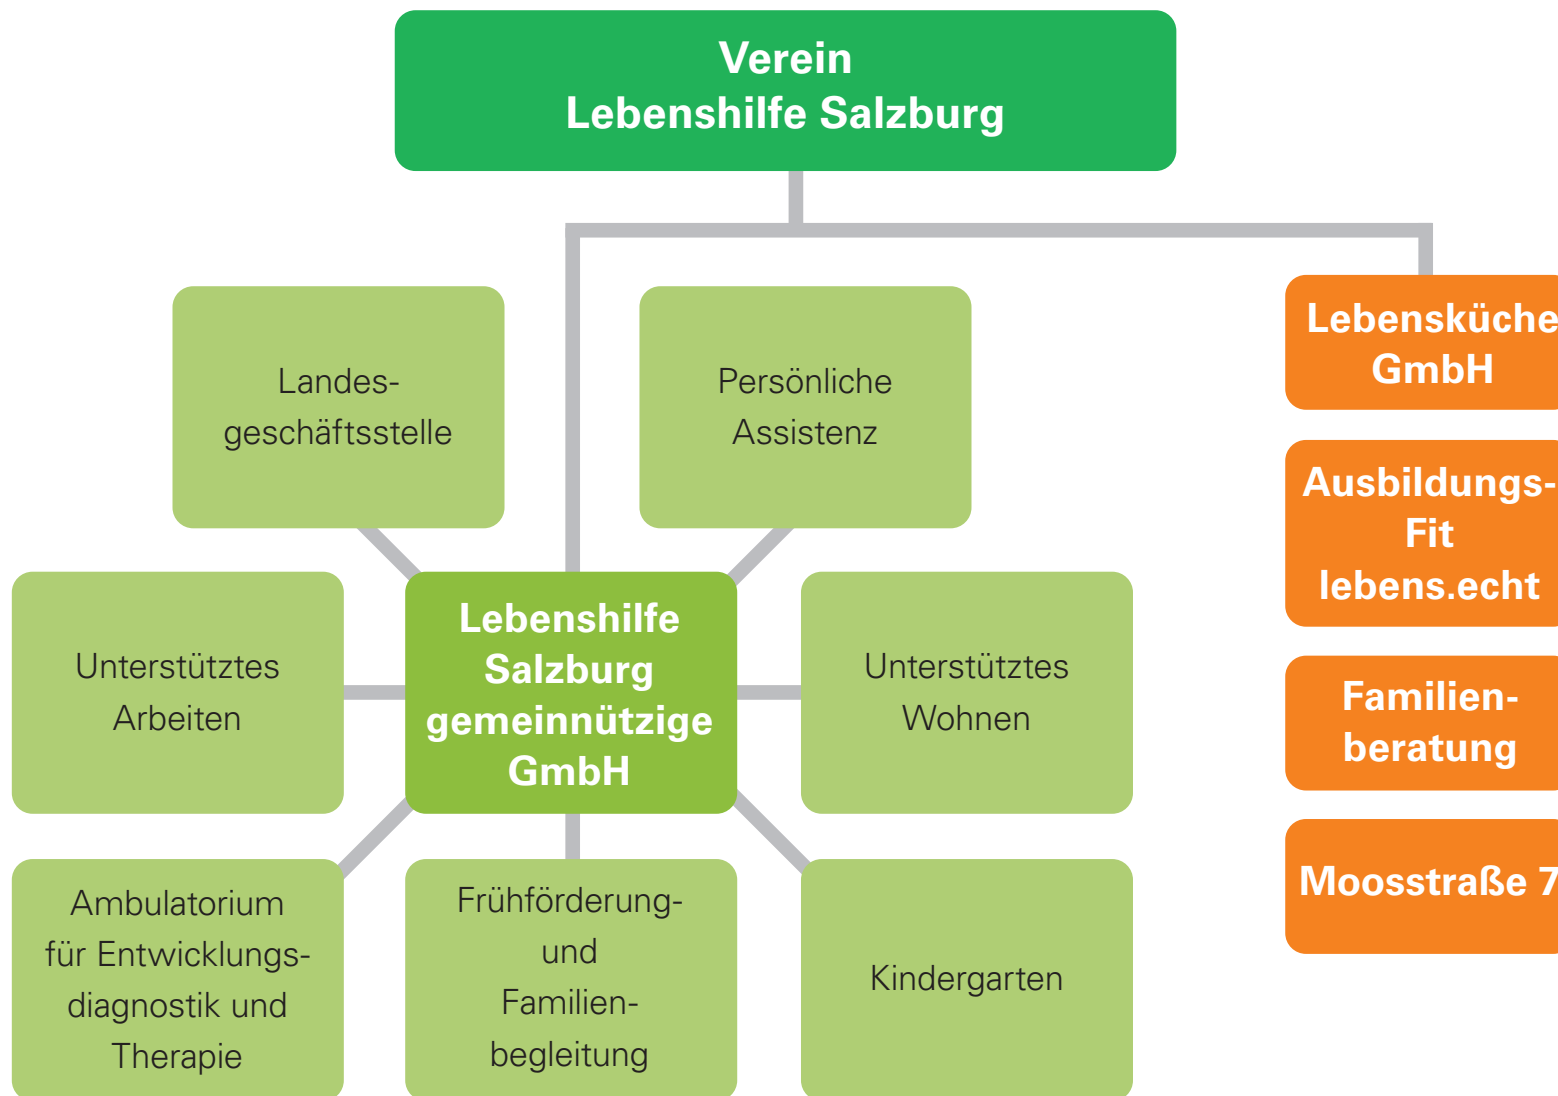 Verein
Lebenshilfe Salzburg
Landes-
geschäftsstelle
Persönliche
Assistenz
Lebensküche
GmbH
Ausbildungs-
Fit
lebens.echt
Unterstütztes
Arbeiten
Lebenshilfe
Salzburg
gemeinnützige
GmbH
Unterstütztes
Wohnen
Familien-
beratung
Moosstraße 7
Ambulatorium
für Entwicklungs-
diagnostik und
Therapie
Frühförderung-
und
Familien-
begleitung
Kindergarten